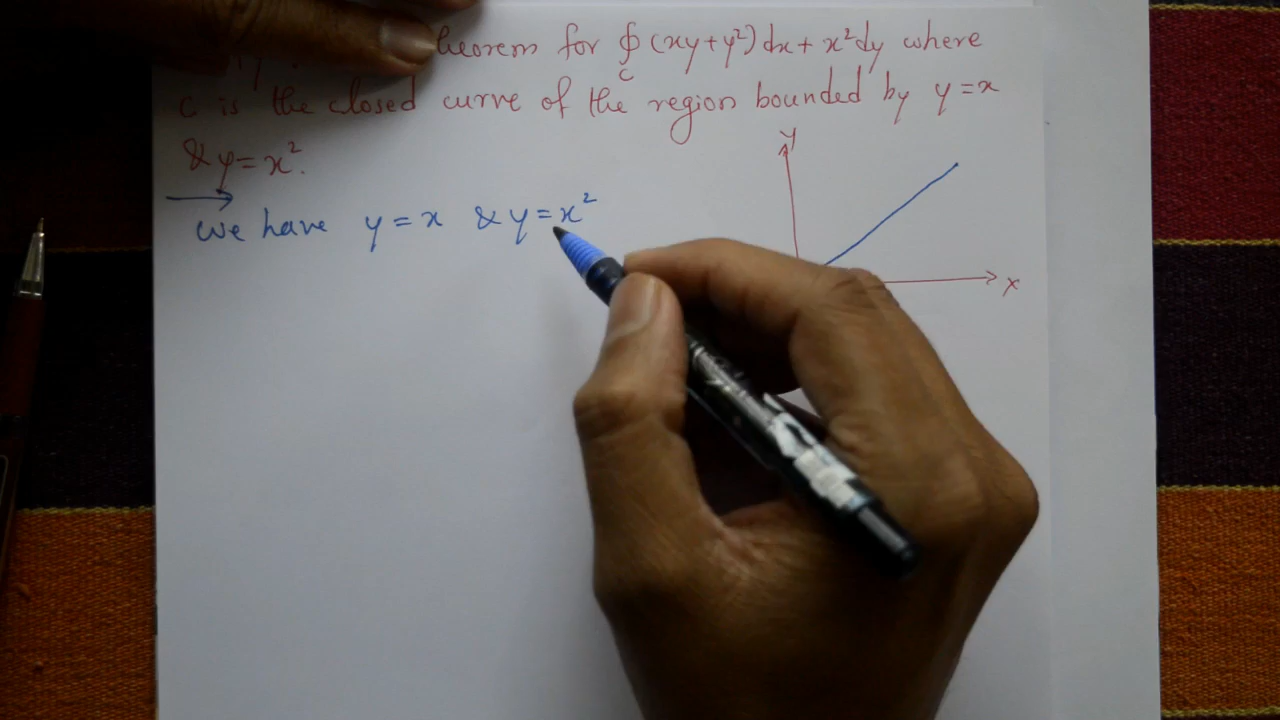 heorem for ∮ (xy+y²) dx + x²dy where
C
C is the closed curve of the region bounded by y=x
& y=x².
We have y=x & y=x²
y
x